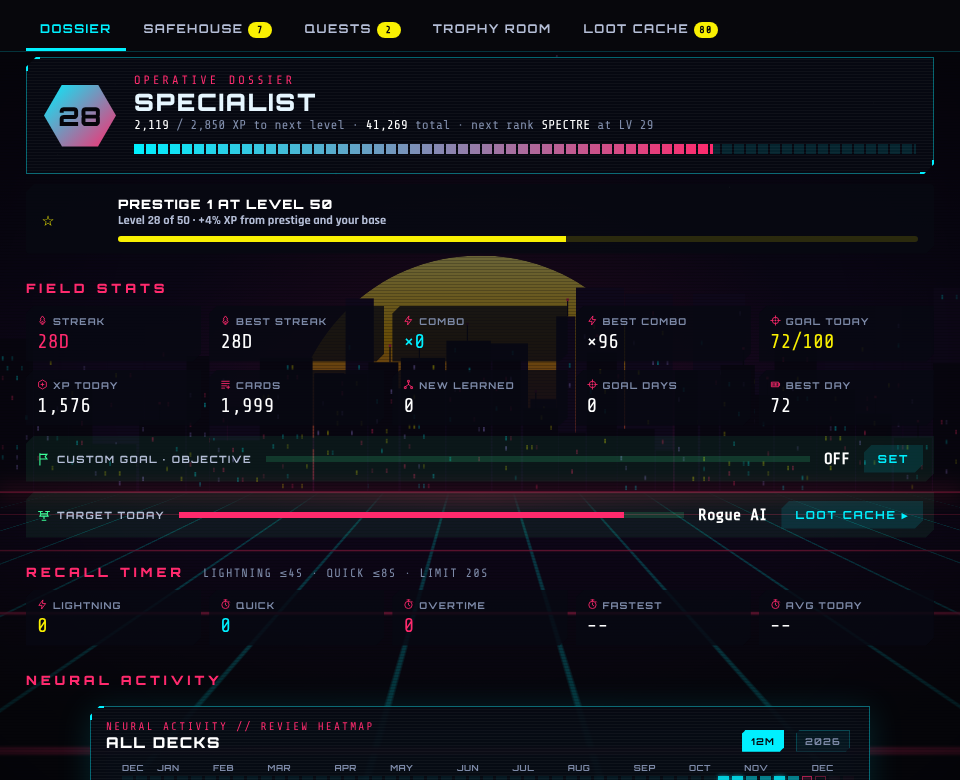 DOSSIER SAFEHOUSE 7 QUESTS 2 TROPHY ROOM LOOT CACHE 80
OPERATIVE DOSSIER
28
SPECIALIST
2,119 / 2,850 XP to next level · 41,269 total · next rank SPECTRE at LV 29
PRESTIGE 1 AT LEVEL 50
☆
Level 28 of 50 · +4% XP from prestige and your base
FIELD STATS
STREAK BEST STREAK COMBO BEST COMBO GOAL TODAY
28D 28D ×0 ×96 72/100
XP TODAY CARDS NEW LEARNED GOAL DAYS BEST DAY
1,576 1,999 0 0 72
CUSTOM GOAL · OBJECTIVE OFF SET
TARGET TODAY Rogue AI LOOT CACHE ▸
RECALL TIMER LIGHTNING ≤4S · QUICK ≤8S · LIMIT 20S
LIGHTNING QUICK OVERTIME FASTEST AVG TODAY
0 0 0 -- --
NEURAL ACTIVITY
NEURAL ACTIVITY // REVIEW HEATMAP
ALL DECKS 12M 2026
DEC JAN FEB MAR APR MAY JUN JUL AUG SEP OCT NOV DEC